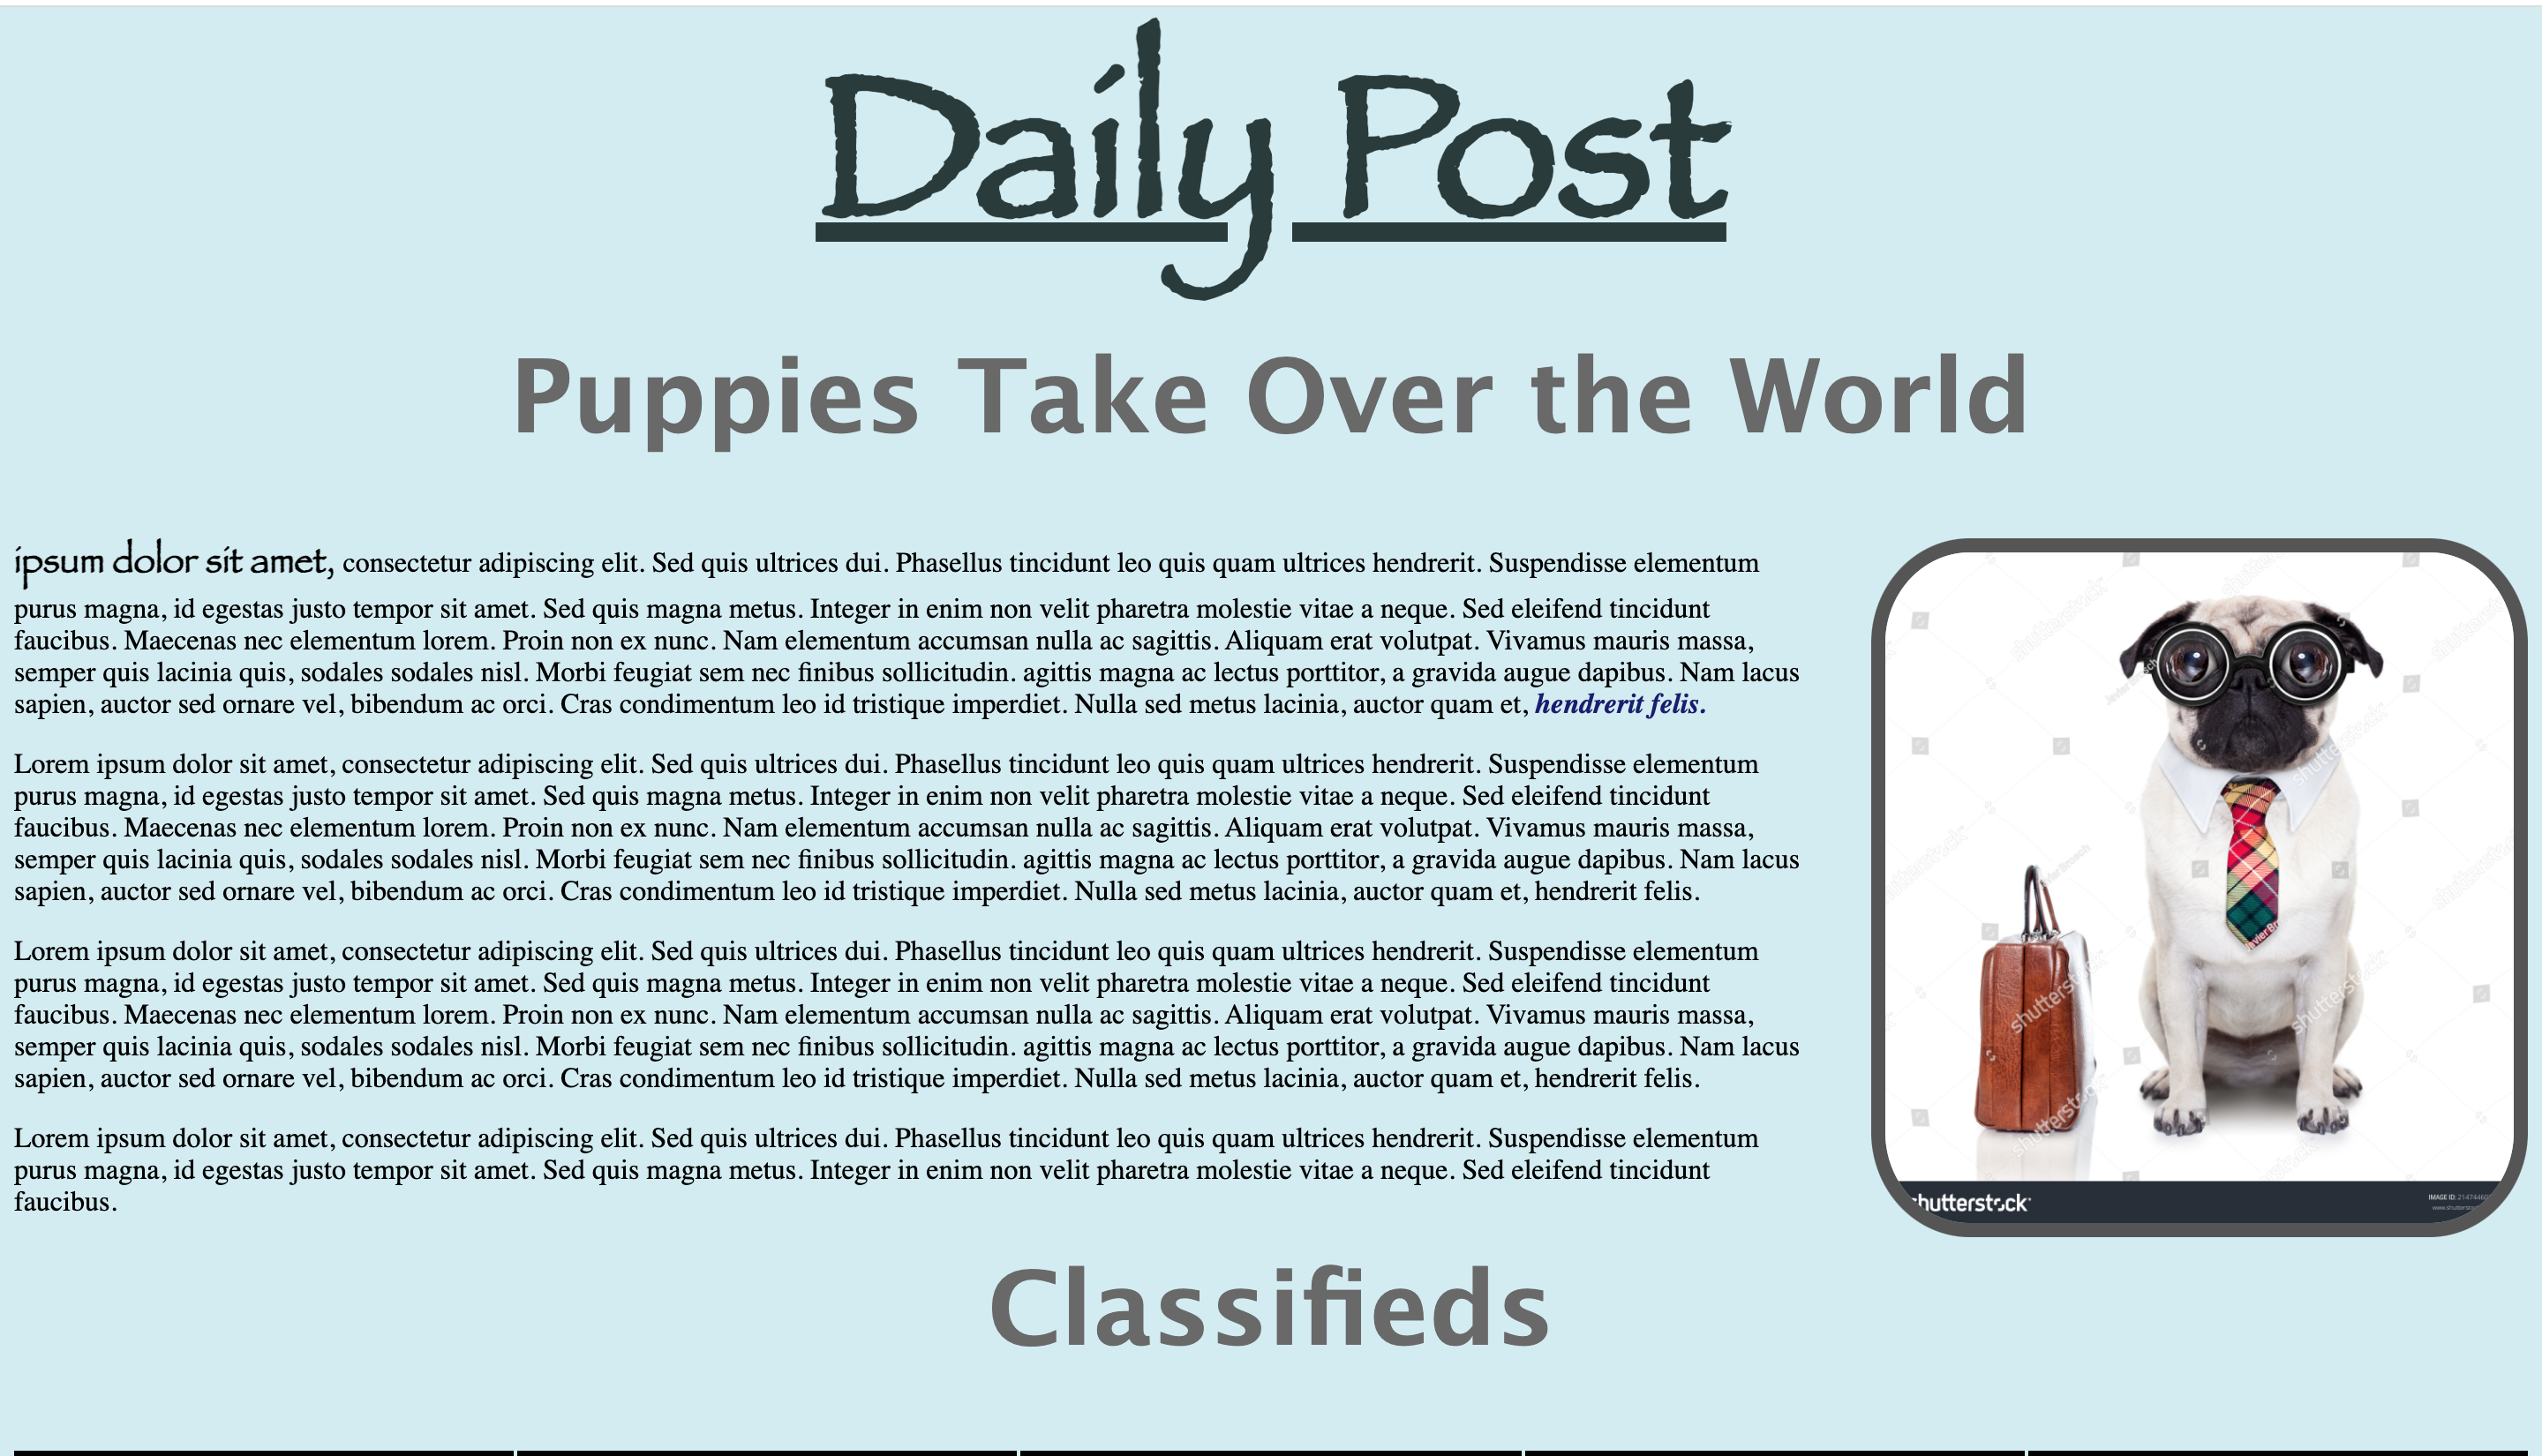 Daily Post
Puppies Take Over the World
ipsum dolor sit amet, consectetur adipiscing elit. Sed quis ultrices dui. Phasellus tincidunt leo quis quam ultrices hendrerit. Suspendisse elementum
purus magna, id egestas justo tempor sit amet. Sed quis magna metus. Integer in enim non velit pharetra molestie vitae a neque. Sed eleifend tincidunt
faucibus. Maecenas nec elementum lorem. Proin non ex nunc. Nam elementum accumsan nulla ac sagittis. Aliquam erat volutpat. Vivamus mauris massa,
semper quis lacinia quis, sodales sodales nisl. Morbi feugiat sem nec finibus sollicitudin. agittis magna ac lectus porttitor, a gravida augue dapibus. Nam lacus
sapien, auctor sed ornare vel, bibendum ac orci. Cras condimentum leo id tristique imperdiet. Nulla sed metus lacinia, auctor quam et, hendrerit felis.
Lorem ipsum dolor sit amet, consectetur adipiscing elit. Sed quis ultrices dui. Phasellus tincidunt leo quis quam ultrices hendrerit. Suspendisse elementum
purus magna, id egestas justo tempor sit amet. Sed quis magna metus. Integer in enim non velit pharetra molestie vitae a neque. Sed eleifend tincidunt
faucibus. Maecenas nec elementum lorem. Proin non ex nunc. Nam elementum accumsan nulla ac sagittis. Aliquam erat volutpat. Vivamus mauris massa,
semper quis lacinia quis, sodales sodales nisl. Morbi feugiat sem nec finibus sollicitudin. agittis magna ac lectus porttitor, a gravida augue dapibus. Nam lacus
sapien, auctor sed ornare vel, bibendum ac orci. Cras condimentum leo id tristique imperdiet. Nulla sed metus lacinia, auctor quam et, hendrerit felis.
Lorem ipsum dolor sit amet, consectetur adipiscing elit. Sed quis ultrices dui. Phasellus tincidunt leo quis quam ultrices hendrerit. Suspendisse elementum
purus magna, id egestas justo tempor sit amet. Sed quis magna metus. Integer in enim non velit pharetra molestie vitae a neque. Sed eleifend tincidunt
faucibus. Maecenas nec elementum lorem. Proin non ex nunc. Nam elementum accumsan nulla ac sagittis. Aliquam erat volutpat. Vivamus mauris massa,
semper quis lacinia quis, sodales sodales nisl. Morbi feugiat sem nec finibus sollicitudin. agittis magna ac lectus porttitor, a gravida augue dapibus. Nam lacus
sapien, auctor sed ornare vel, bibendum ac orci. Cras condimentum leo id tristique imperdiet. Nulla sed metus lacinia, auctor quam et, hendrerit felis.
Lorem ipsum dolor sit amet, consectetur adipiscing elit. Sed quis ultrices dui. Phasellus tincidunt leo quis quam ultrices hendrerit. Suspendisse elementum
purus magna, id egestas justo tempor sit amet. Sed quis magna metus. Integer in enim non velit pharetra molestie vitae a neque. Sed eleifend tincidunt
faucibus.
shutterstock
IMAGE ID:
Classifieds